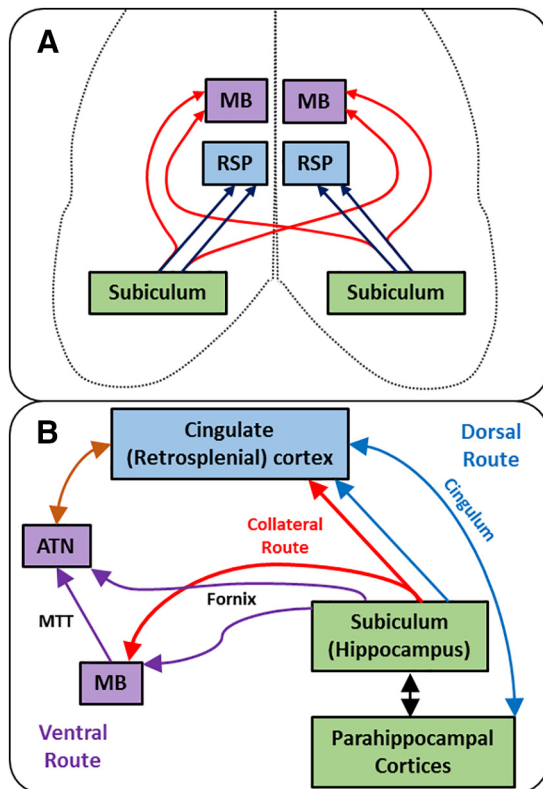 A
MB
MB
RSP
RSP
Subiculum
Subiculum
B
Cingulate
(Retrosplenial) cortex
Dorsal
Route
Cingulum
Collateral
Route
ATN
Fornix
MTT
Subiculum
(Hippocampus)
MB
Ventral
Route
Parahippocampal
Cortices